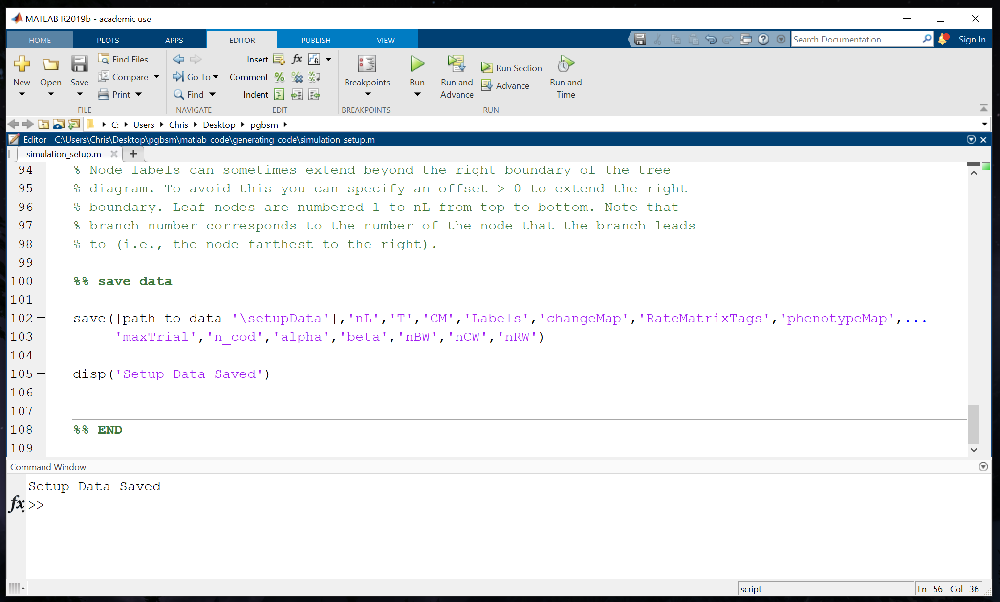 MATLAB R2019b - academic use
HOME PLOTS APPS EDITOR PUBLISH VIEW Search Documentation Sign In
New Open Save Find Files Compare Print
FILE
Go To Find
NAVIGATE
Insert fx fi
Comment % %
Indent
EDIT
Breakpoints
BREAKPOINTS
Run Run and Advance Run Section Advance Run and Time
RUN
C: Users Chris Desktop pgbsm
Editor - C:\Users\Chris\Desktop\pgbsm\matlab_code\generating_code\simulation_setup.m
simulation_setup.m +
94 % Node labels can sometimes extend beyond the right boundary of the tree
95 % diagram. To avoid this you can specify an offset > 0 to extend the right
96 % boundary. Leaf nodes are numbered 1 to nL from top to bottom. Note that
97 % branch number corresponds to the number of the node that the branch leads
98 % to (i.e., the node farthest to the right).
99
100 %% save data
101
102 – save([path_to_data '\setupData'],'nL','T','CM','Labels','changeMap','RateMatrixTags','phenotypeMap',...
103 'maxTrial','n_cod','alpha','beta','nBW','nCW','nRW')
104
105 – disp('Setup Data Saved')
106
107
108 %% END
109
Command Window
Setup Data Saved
fx >>
script Ln 56 Col 36